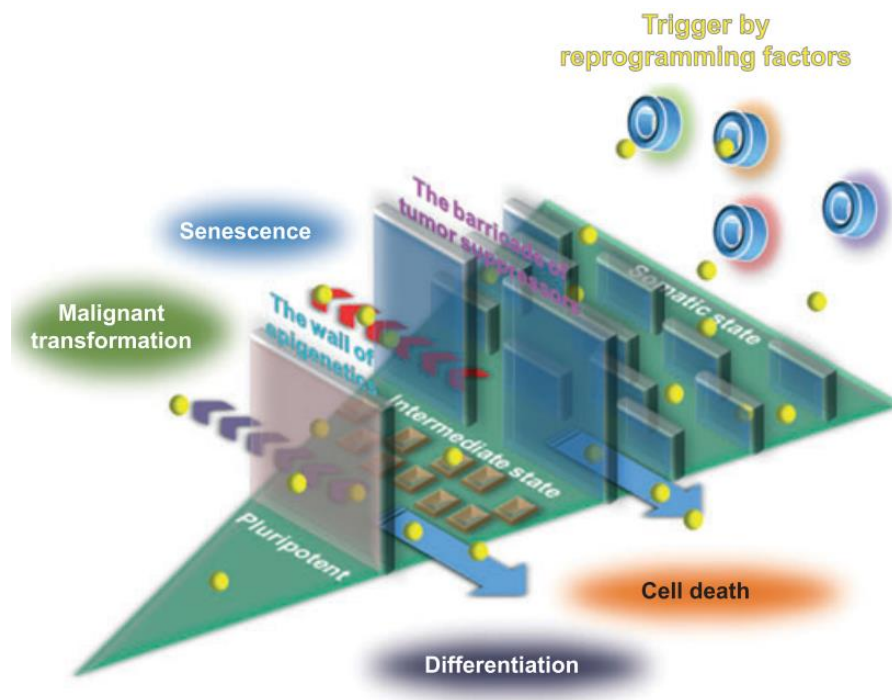 Trigger by
reprogramming factors
The barricade of
tumor suppressors
Senescence
Somatic state
Malignant
transformation
The wall of
epigenetics
Intermediate state
Pluripotent
Cell death
Differentiation